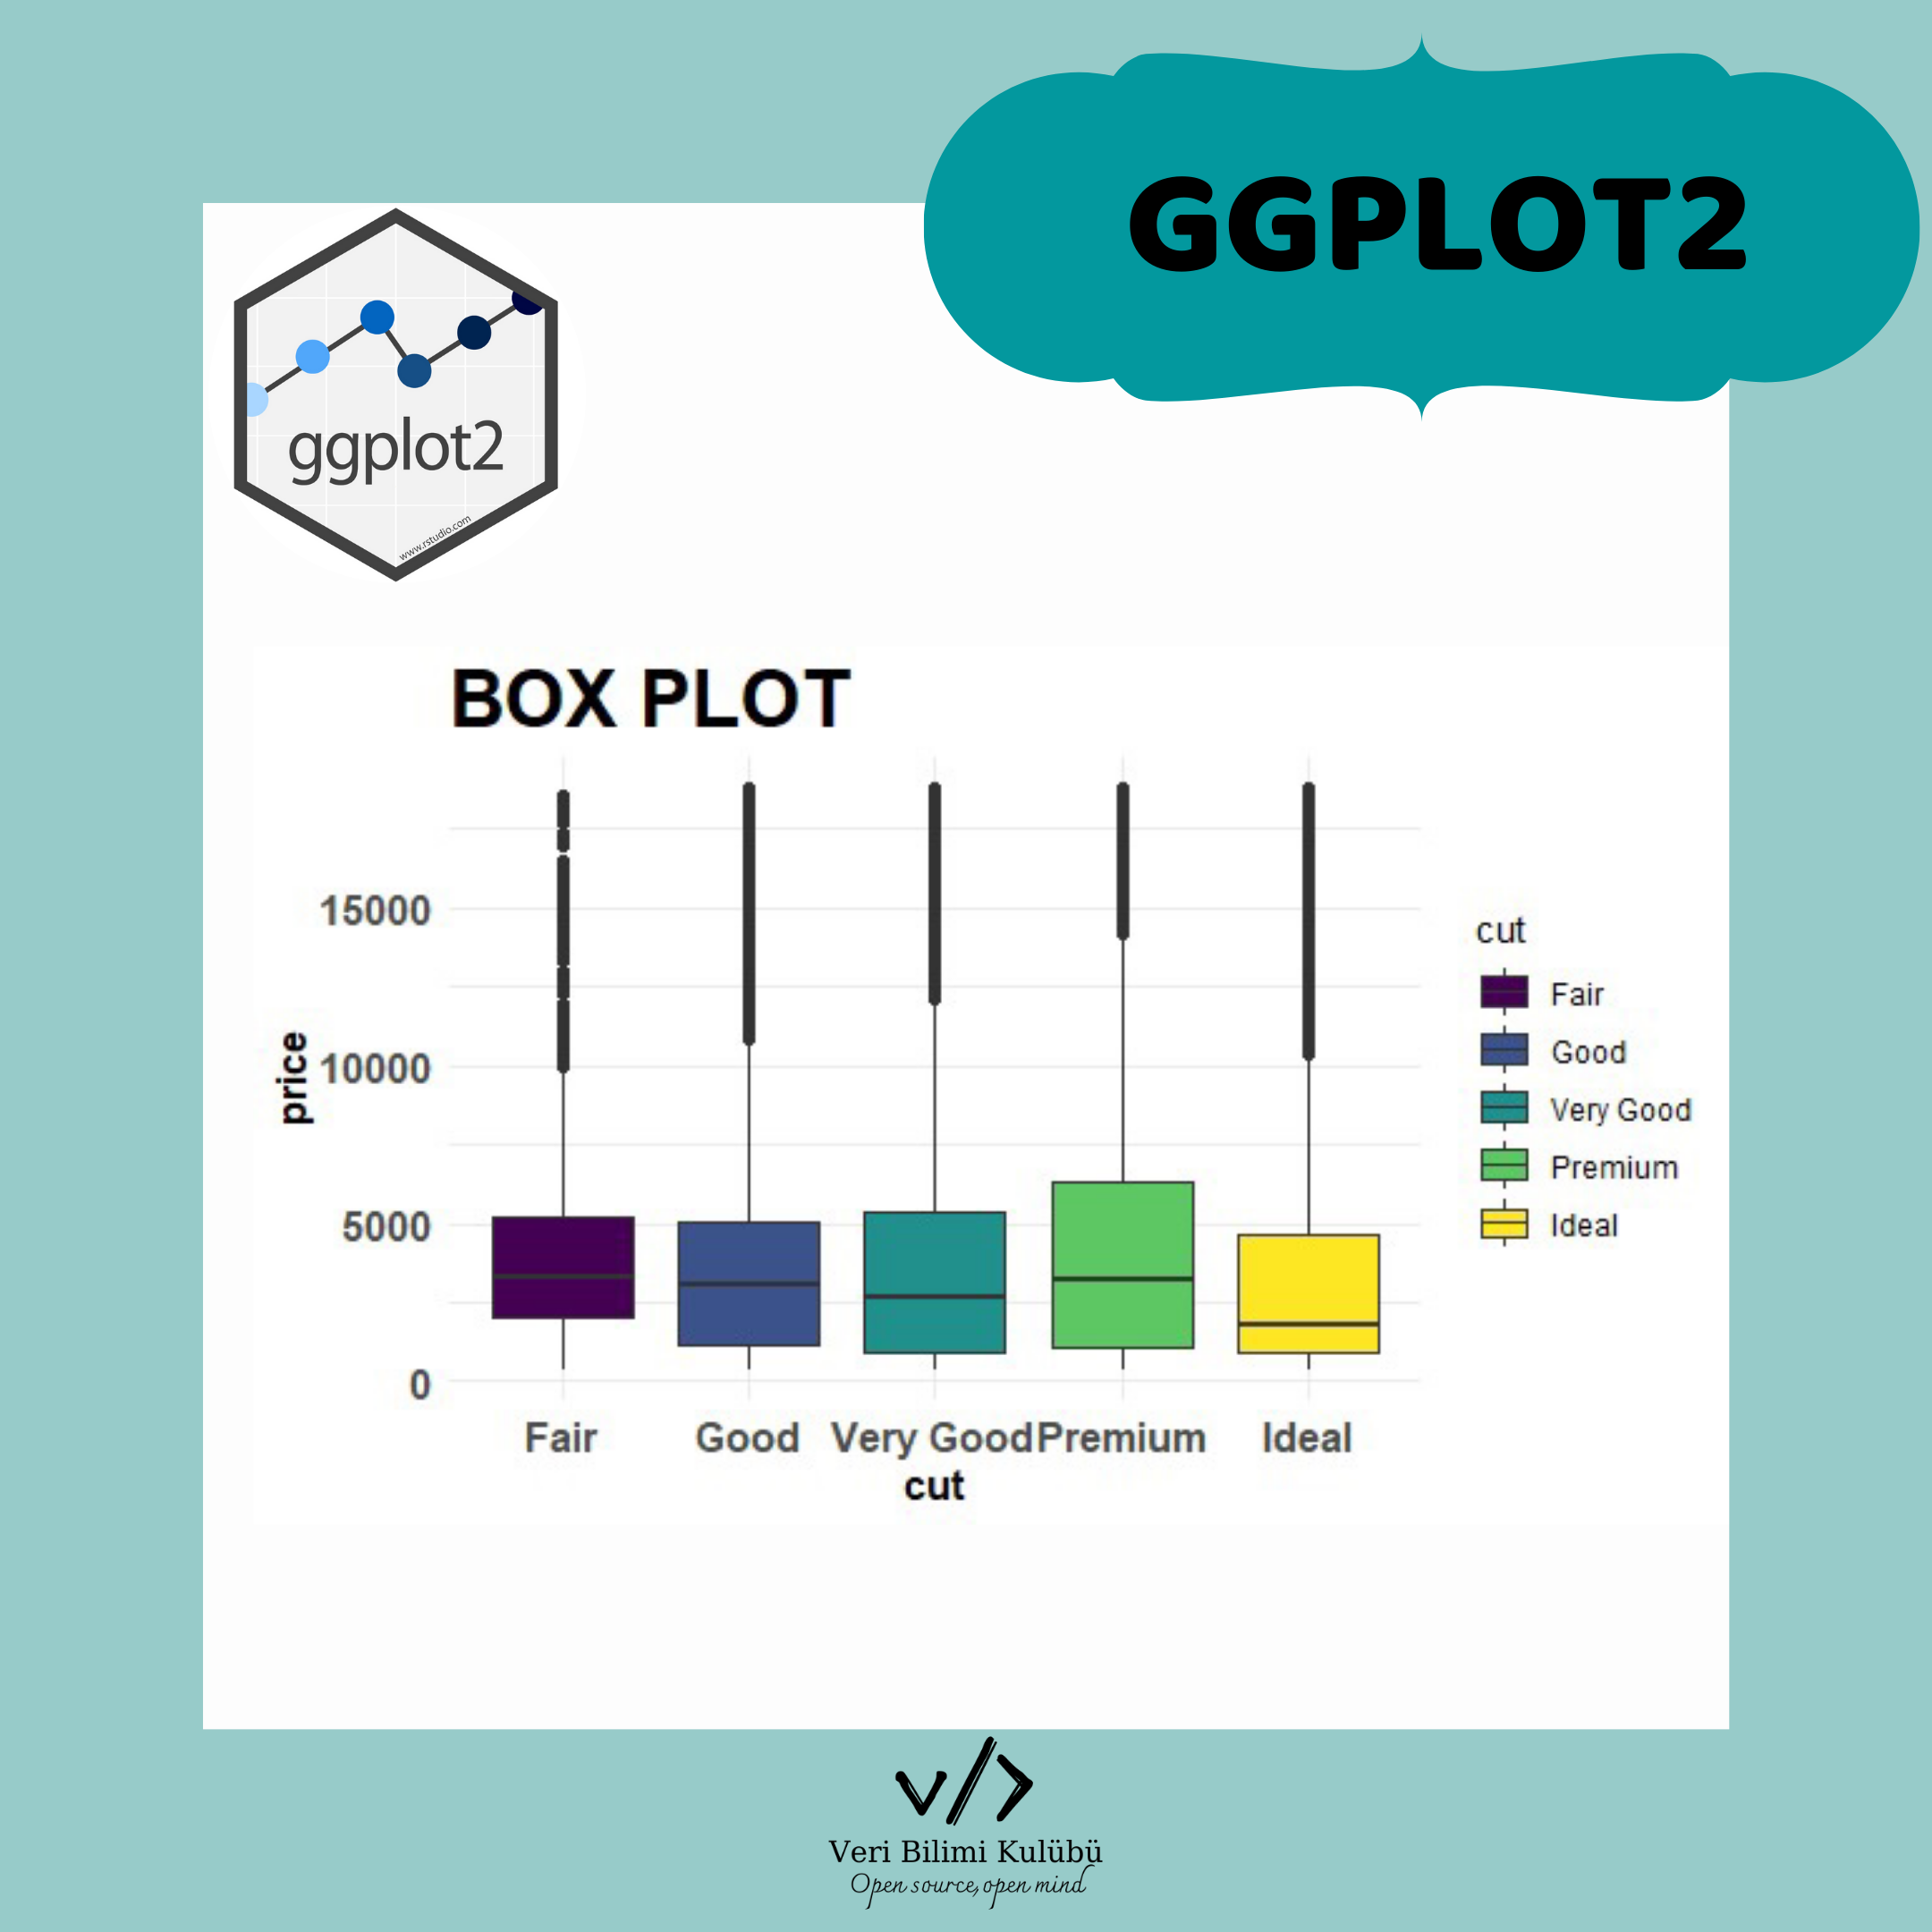 GGPLOT2
ggplot2
www.rstudio.com
BOX PLOT
15000
10000
5000
0
price
Fair
Good
Very Good
Premium
Ideal
cut
cut
Fair
Good
Very Good
Premium
Ideal
Veri Bilimi Kulübü
Open source, open mind